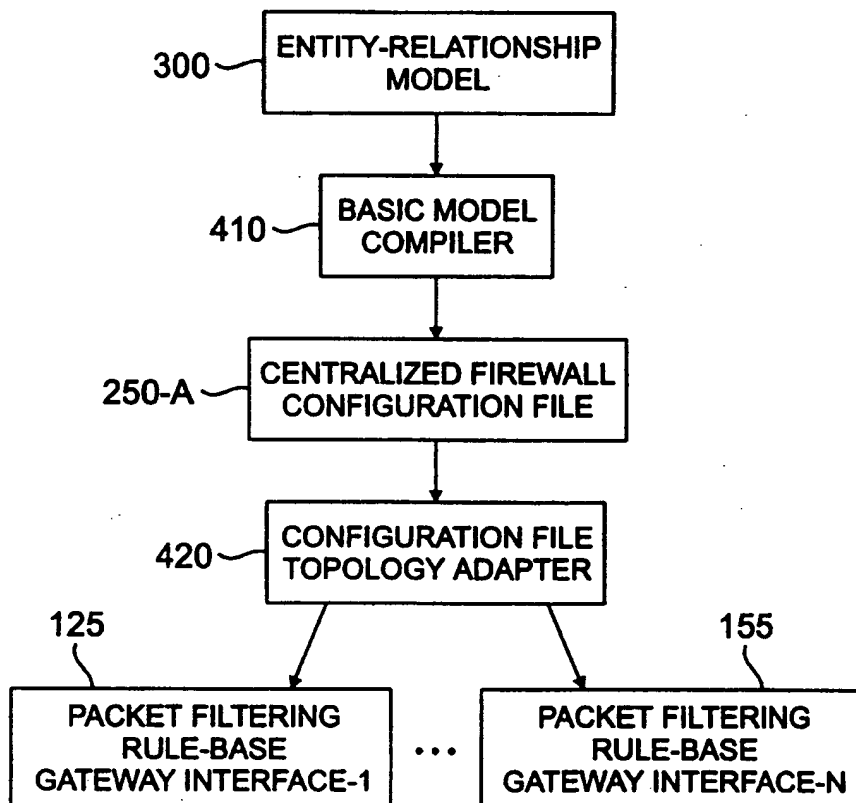 300
ENTITY-RELATIONSHIP
MODEL
410
BASIC MODEL
COMPILER
250-A
CENTRALIZED FIREWALL
CONFIGURATION FILE
420
CONFIGURATION FILE
TOPOLOGY ADAPTER
125
155
PACKET FILTERING
RULE-BASE
GATEWAY INTERFACE-1
...
PACKET FILTERING
RULE-BASE
GATEWAY INTERFACE-N